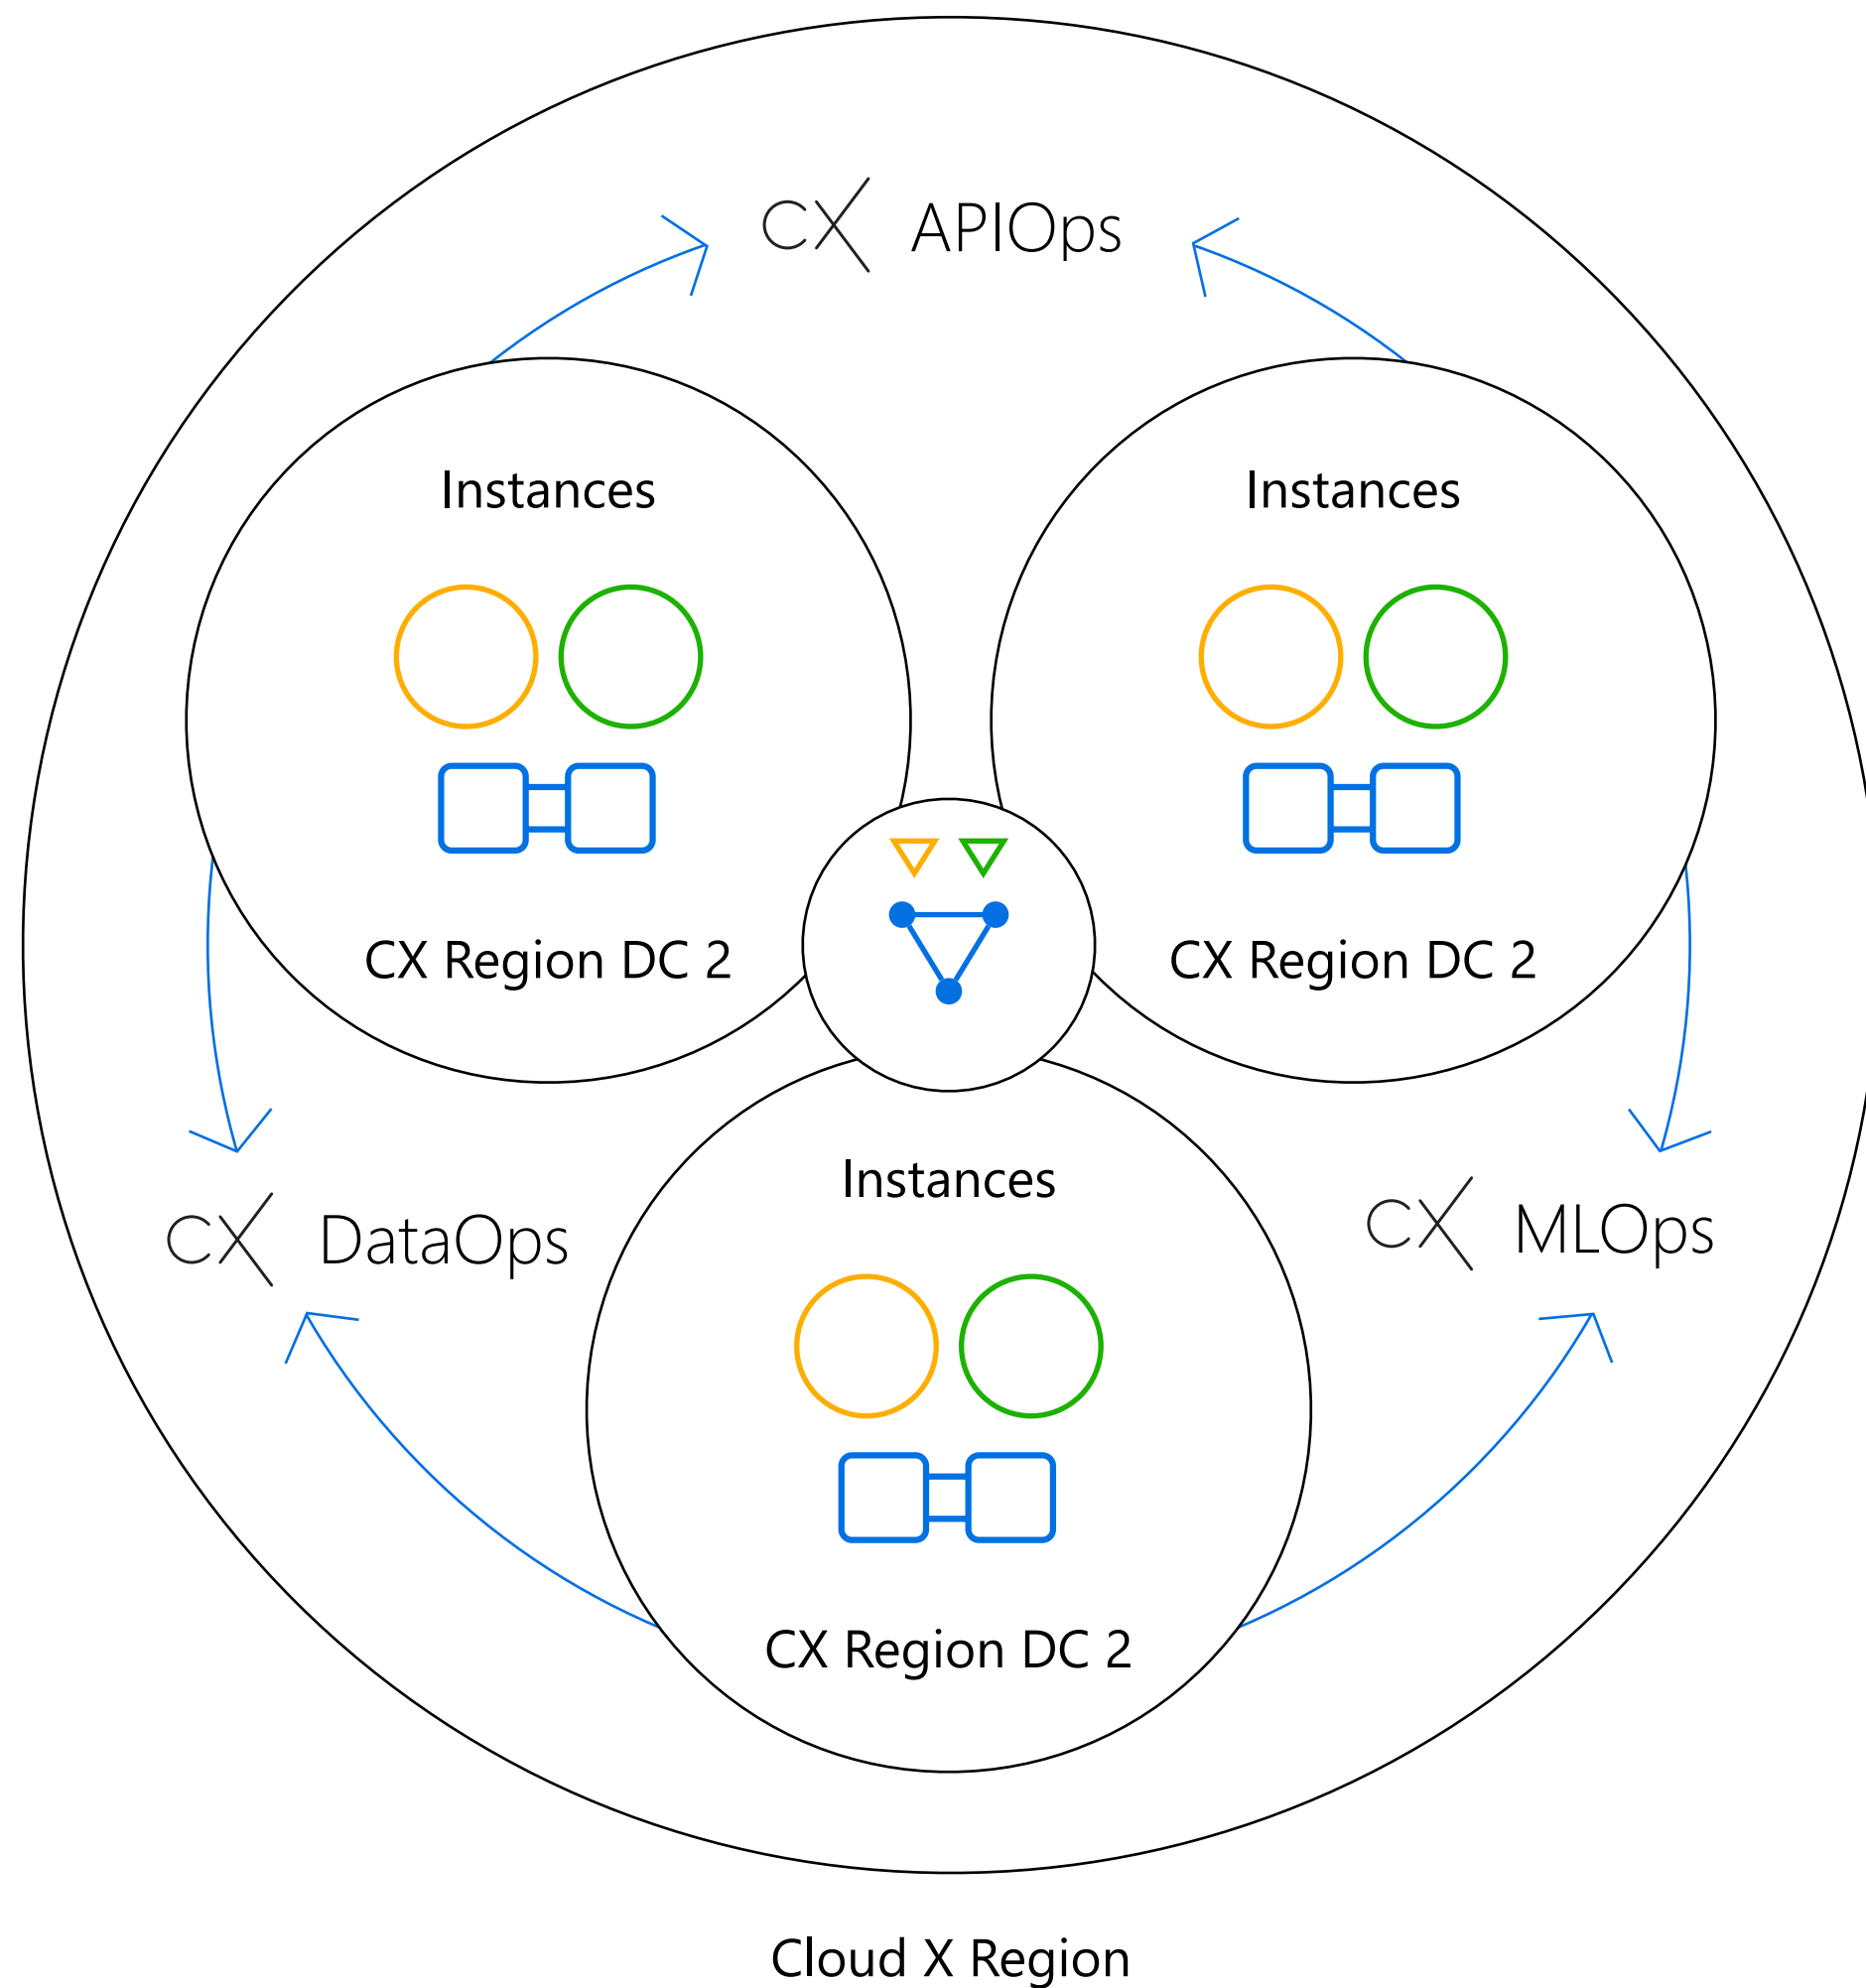 CX APIOps
Instances
Instances
CX Region DC 2
CX Region DC 2
Instances
CX DataOps
CX MLOps
CX Region DC 2
Cloud X Region